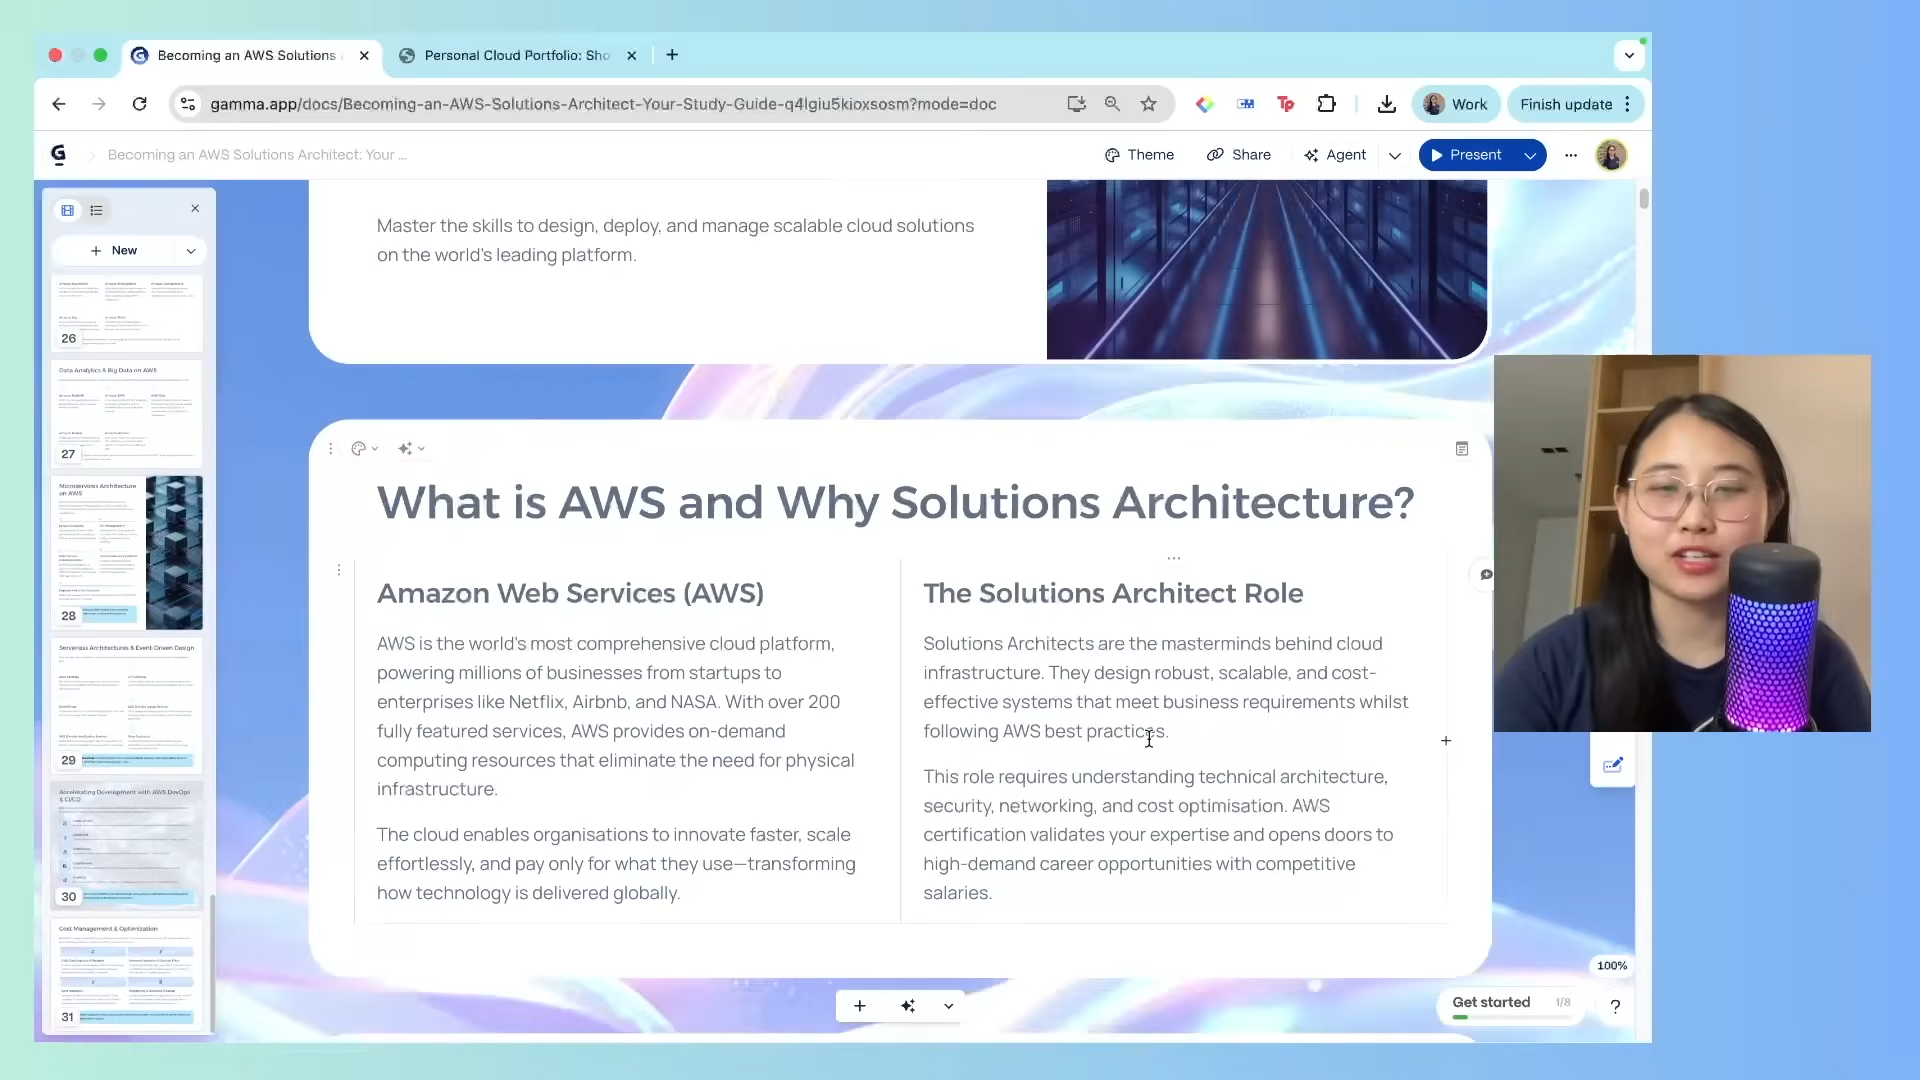 Becoming an AWS Solutions
Personal Cloud Portfolio: Sho
gamma.app/docs/Becoming-an-AWS-Solutions-Architect-Your-Study-Guide-q4lgiu5kioxsosm?mode=doc
Work
Finish update
Becoming an AWS Solutions Architect: Your ...
Theme
Share
Agent
Present
New
26
Data Analytics & Big Data on AWS
27
Microservices Architecture
on AWS
28
Serverless Architectures & Event-Driven Design
29
Accelerating Development with AWS DevOps
& CI/CD
30
Cost Management & Optimization
31
Master the skills to design, deploy, and manage scalable cloud solutions
on the world's leading platform.
What is AWS and Why Solutions Architecture?
Amazon Web Services (AWS)
AWS is the world's most comprehensive cloud platform,
powering millions of businesses from startups to
enterprises like Netflix, Airbnb, and NASA. With over 200
fully featured services, AWS provides on-demand
computing resources that eliminate the need for physical
infrastructure.
The cloud enables organisations to innovate faster, scale
effortlessly, and pay only for what they use—transforming
how technology is delivered globally.
The Solutions Architect Role
Solutions Architects are the masterminds behind cloud
infrastructure. They design robust, scalable, and cost-
effective systems that meet business requirements whilst
following AWS best practices.
This role requires understanding technical architecture,
security, networking, and cost optimisation. AWS
certification validates your expertise and opens doors to
high-demand career opportunities with competitive
salaries.
100%
Get started
1/8
?